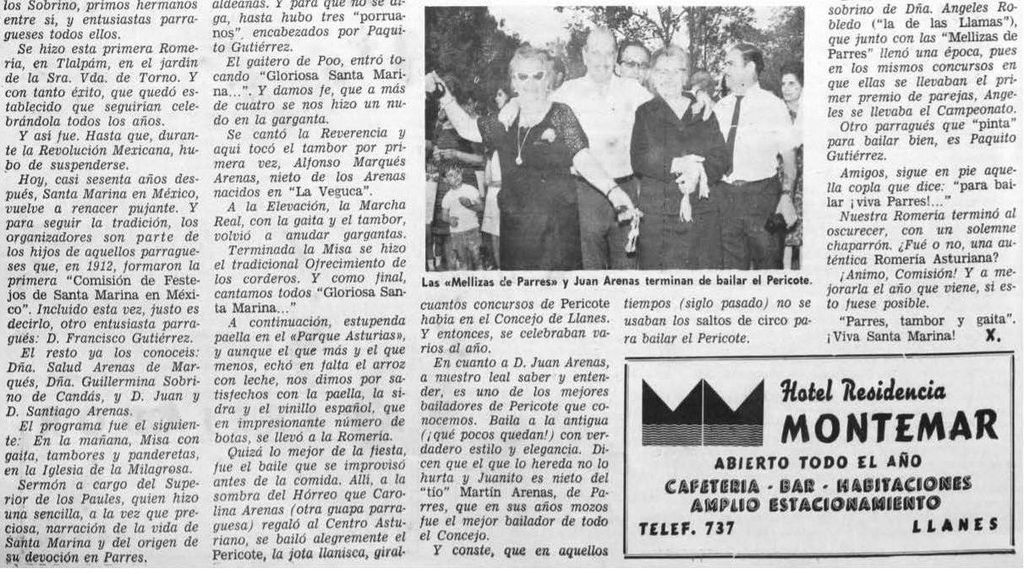 los Sobrino, primos hermanos
entre sí, y entusiastas parra-
gueses todos ellos.
Se hizo esta primera Rome-
ría, en Tlalpám, en el jardín
de la Sra. Vda. de Torno. Y
con tanto éxito, que quedó es-
tablecido que seguirían cele-
brándola todos los años.
Y así fue. Hasta que, duran-
te la Revolución Mexicana, hu-
bo de suspenderse.
Hoy, casi sesenta años des-
pués, Santa Marina en México,
vuelve a renacer pujante. Y
para seguir la tradición, los
organizadores son parte de
los hijos de aquellos parragu-
eses que, en 1912, formaron la
primera "Comisión de Feste-
jos de Santa Marina en Méxi-
co". Incluido esta vez, justo es
decirlo, otro entusiasta parra-
gués: D. Francisco Gutiérrez.
El resto ya los conoceis:
Dña. Salud Arenas de Mar-
qués, Dña. Guillermina Sobri-
no de Candás, y D. Juan y
D. Santiago Arenas.
El programa fue el siguien-
te: En la mañana, Misa con
gaita, tambores y panderetas,
en la Iglesia de la Milagrosa.
Sermón a cargo del Supe-
rior de los Paules, quien hizo
una sencilla, a la vez que pre-
ciosa, narración de la vida de
Santa Marina y del origen de
su devoción en Parres.
aldeanas. Y para que no se di-
ga, hasta hubo tres "porrua-
nos", encabezados por Paqui-
to Gutiérrez.
El gaitero de Poo, entró to-
cando "Gloriosa Santa Mari-
na...". Y damos fe, que a más
de cuatro se nos hizo un nu-
do en la garganta.
Se cantó la Reverencia y
aquí tocó el tambor por pri-
mera vez, Alfonso Marqués
Arenas, nieto de los Arenas
nacidos en "La Veguca".
A la Elevación, la Marcha
Real, con la gaita y el tambor,
volvió a anudar gargantas.
Terminada la Misa se hizo
el tradicional Ofrecimiento de
los corderos. Y como final,
cantamos todos "Gloriosa San-
ta Marina..."
A continuación, estupenda
paella en el «Parque Asturias»,
y aunque el que más y el que
menos, echó en falta el arroz
con leche, nos dimos por sa-
tisfechos con la paella, la si-
dra y el vinillo español, que
en impresionante número de
botas, se llevó a la Romería.
Quizá lo mejor de la fiesta,
fue el baile que se improvisó
antes de la comida. Allí, a la
sombra del Hórreo que Caro-
lina Arenas (otra guapa parra-
guesa) regaló al Centro Astu-
riano, se bailó alegremente el
Pericote, la jota llanisca, giral-
Las «Mellizas de Parres» y Juan Arenas terminan de bailar el Pericote.
cuantos concursos de Pericote
había en el Concejo de Llanes.
Y entonces, se celebraban va-
rios al año.
En cuanto a D. Juan Arenas,
a nuestro leal saber y enten-
der, es uno de los mejores
bailadores de Pericote que co-
nocemos. Baila a la antigua
(¡qué pocos quedan!) con ver-
dadero estilo y elegancia. Di-
cen que el que lo hereda no lo
hurta y Juanito es nieto del
"tío" Martín Arenas, de Pa-
rres, que en sus años mozos
fue el mejor bailador de todo
el Concejo.
Y conste, que en aquellos
tiempos (siglo pasado) no se
usaban los saltos de circo pa-
ra bailar el Pericote.
sobrino de Dña. Angeles Ro-
bledo ("la de las Llamas"),
que junto con las "Mellizas de
Parres" llenó una época, pues
en los mismos concursos en
que ellas se llevaban el pri-
mer premio de parejas, Ange-
les se llevaba el Campeonato.
Otro parragués que "pinta"
para bailar bien, es Paquito
Gutiérrez.
Amigos, sigue en pie aque-
lla copla que dice: "para bai-
lar ¡viva Parres!..."
Nuestra Romería terminó al
oscurecer, con un solemne
chaparrón. ¿Fue o no, una au-
téntica Romería Asturiana?
¡Animo, Comisión! Y a me-
jorarla el año que viene, si es-
to fuese posible.
"Parres, tambor y gaita".
¡Viva Santa Marina! X.
Hotel Residencia
MONTEMAR
ABIERTO TODO EL AÑO
CAFETERIA - BAR - HABITACIONES
AMPLIO ESTACIONAMIENTO
TELEF. 737 LLANES